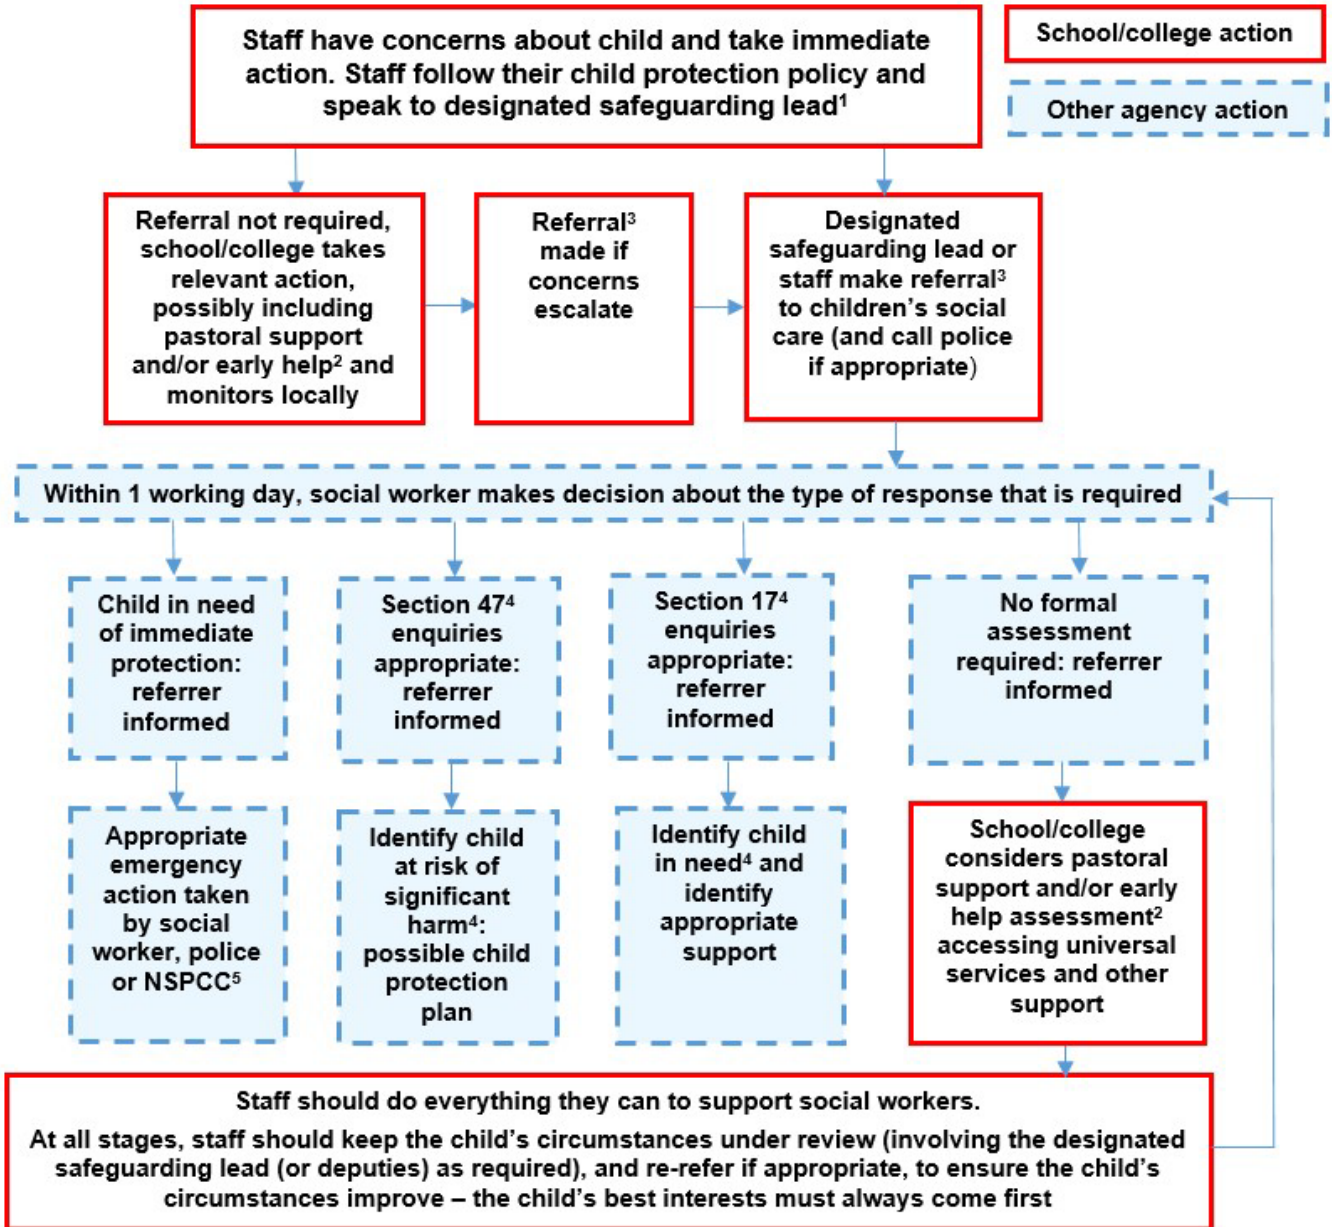 Staff have concerns about child and take immediate
action. Staff follow their child protection policy and
speak to designated safeguarding lead¹
School/college action
Other agency action
Referral not required,
school/college takes
relevant action,
possibly including
pastoral support
and/or early help² and
monitors locally
Referral³
made if
concerns
escalate
Designated
safeguarding lead or
staff make referral³
to children’s social
care (and call police
if appropriate)
Within 1 working day, social worker makes decision about the type of response that is required
Child in need
of immediate
protection:
referrer
informed
Section 47⁴
enquiries
appropriate:
referrer
informed
Section 17⁴
enquiries
appropriate:
referrer
informed
No formal
assessment
required: referrer
informed
Appropriate
emergency
action taken
by social
worker, police
or NSPCC⁵
Identify child
at risk of
significant
harm⁴:
possible child
protection
plan
Identify child
in need⁴ and
identify
appropriate
support
School/college
considers pastoral
support and/or early
help assessment²
accessing universal
services and other
support
Staff should do everything they can to support social workers.
At all stages, staff should keep the child’s circumstances under review (involving the designated
safeguarding lead (or deputies) as required), and re-refer if appropriate, to ensure the child’s
circumstances improve – the child’s best interests must always come first